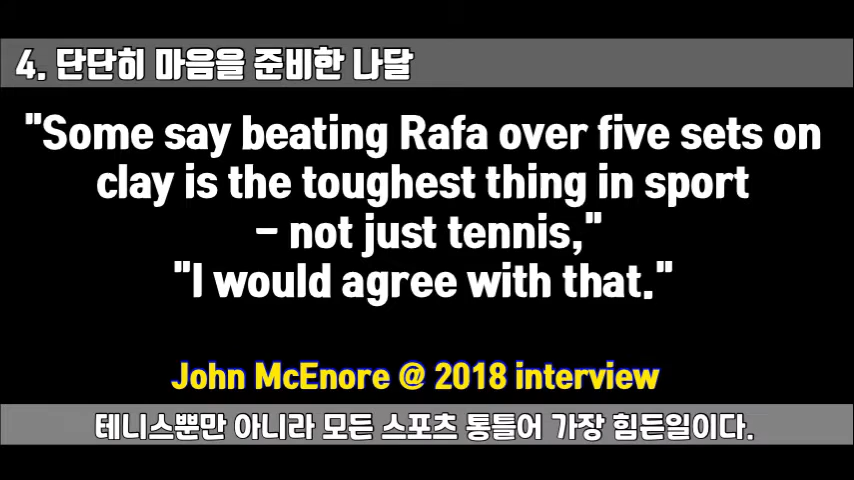 4. 단단히 마음을 준비한 나달
"Some say beating Rafa over five sets on
clay is the toughest thing in sport
- not just tennis,"
"I would agree with that."
John McEnore @ 2018 interview
테니스뿐만 아니라 모든 스포츠 통틀어 가장 힘든일이다.